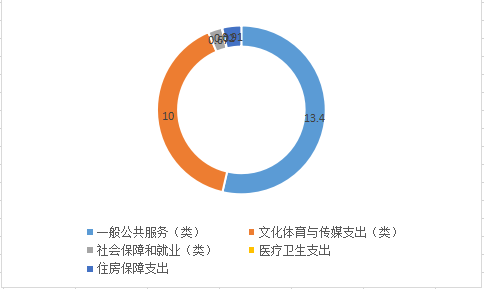 10
13.4
一般公共服务（类）
文化体育与传媒支出（类）
社会保障和就业（类）
医疗卫生支出
住房保障支出